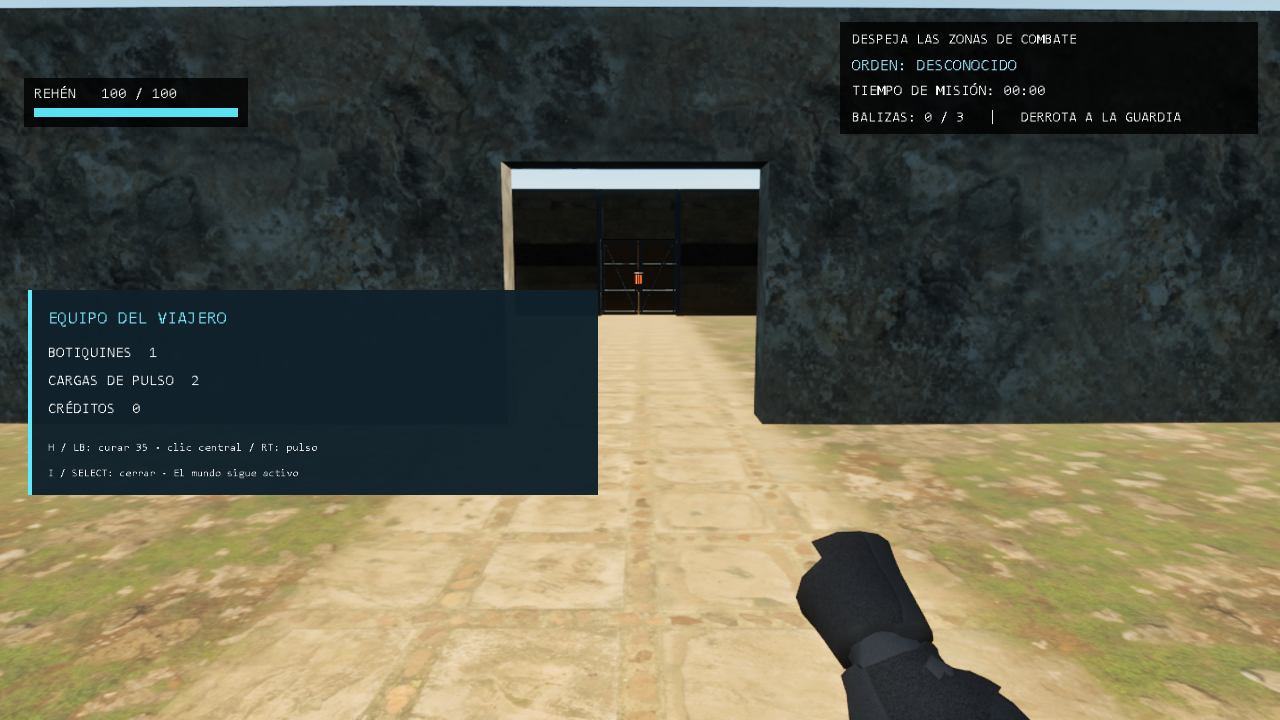 DESPEJA LAS ZONAS DE COMBATE
ORDEN: DESCONOCIDO
TIEMPO DE MISIÓN: 00:00
BALIZAS: 0 / 3 | DERROTA A LA GUARDIA
REHÉN 100 / 100
EQUIPO DEL VIAJERO
BOTIQUINES 1
CARGAS DE PULSO 2
CRÉDITOS 0
H / LB: curar 35 · clic central / RT: pulso
I / SELECT: cerrar · El mundo sigue activo